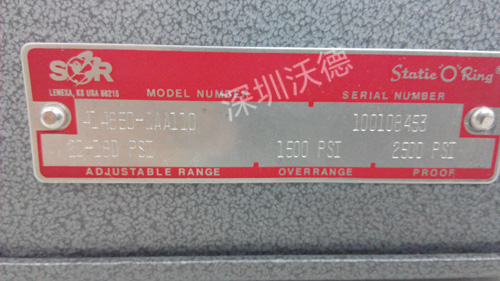 SOR
LENEXA, KS USA 66215
Static "O" Ring
MODEL NUMBER
SERIAL NUMBER
深圳沃德
100108453
PSI
1500 PSI
2500 PSI
ADJUSTABLE RANGE
OVERRANGE
PROOF